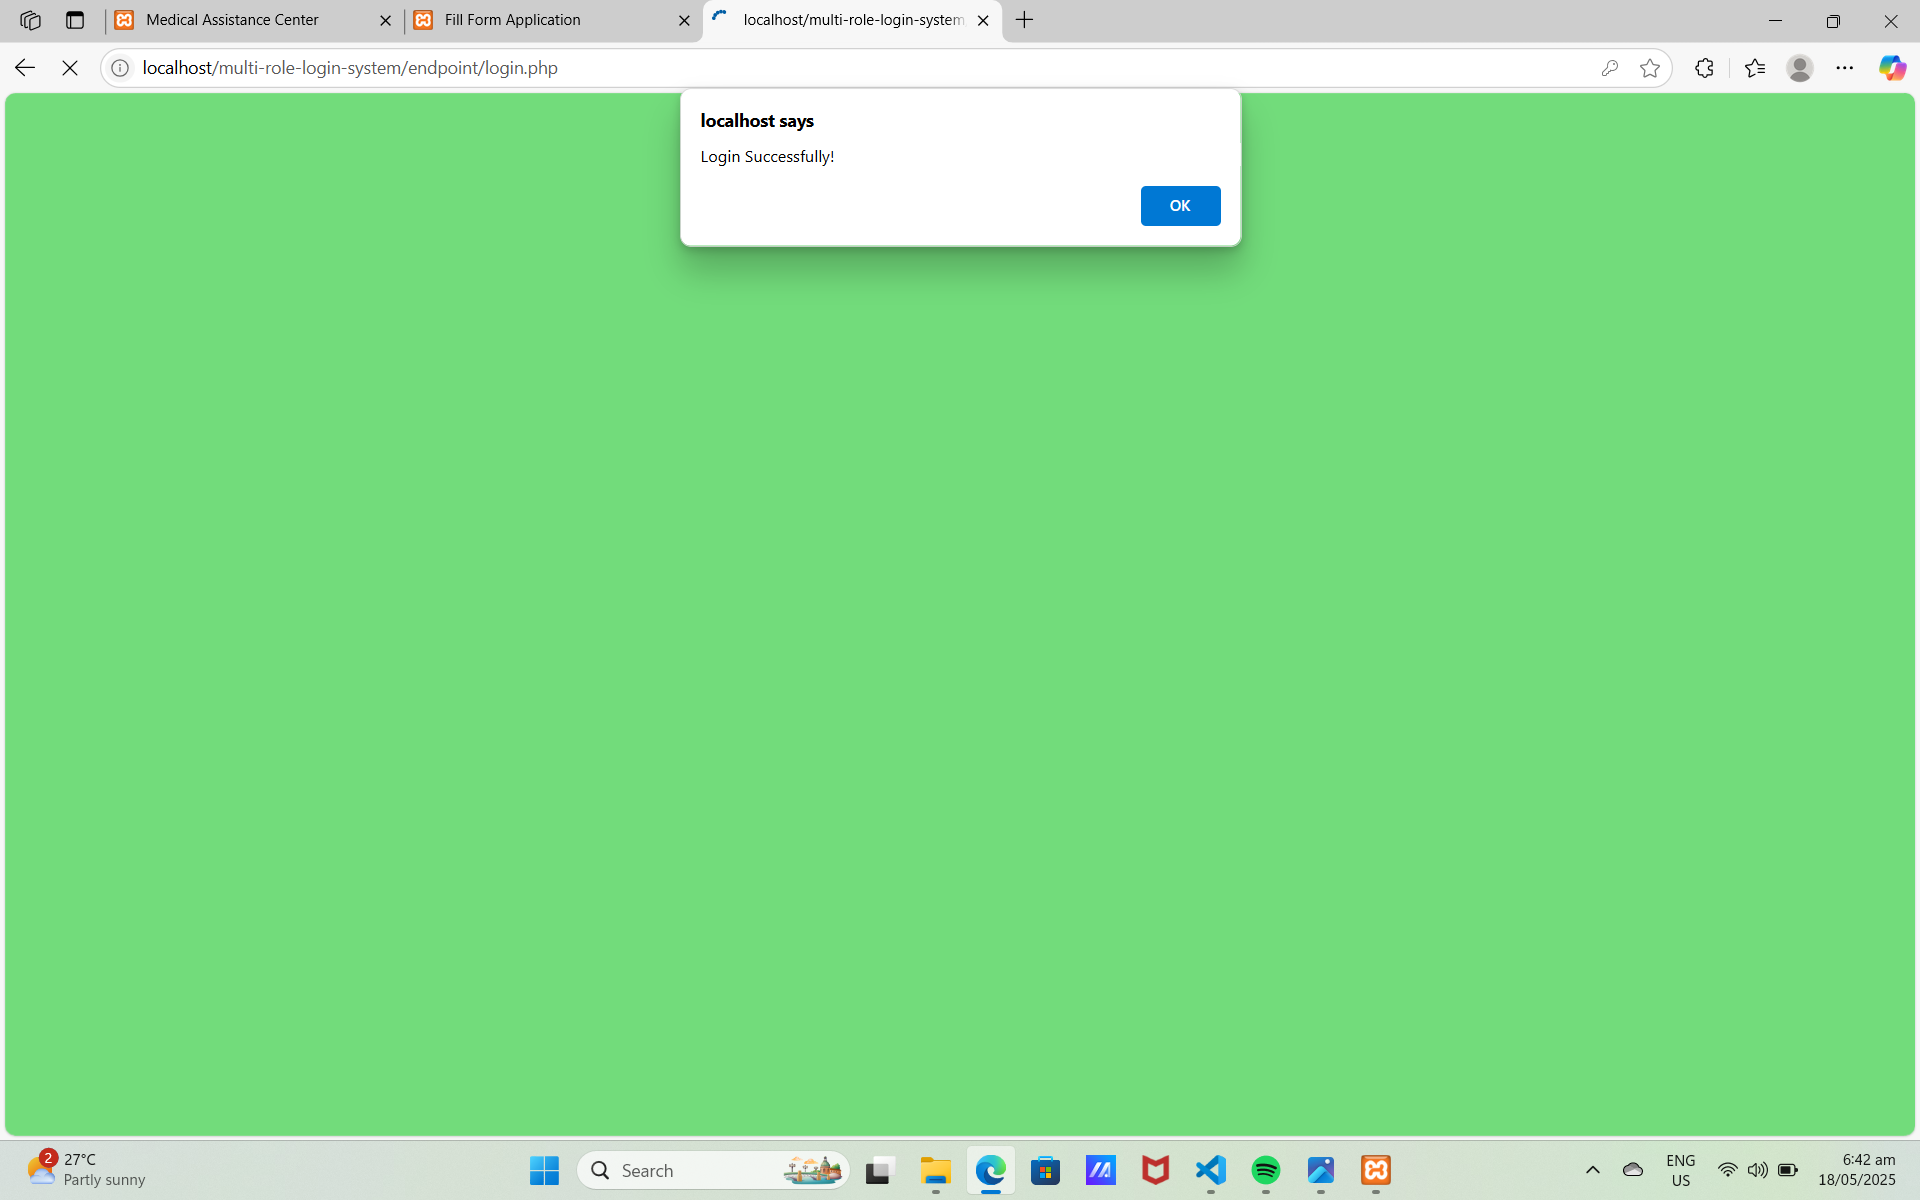 Medical Assistance Center
Fill Form Application
localhost/multi-role-login-system
localhost/multi-role-login-system/endpoint/login.php
localhost says
Login Successfully!
OK
2
27°C
Partly sunny
Search
ENG
US
6:42 am
18/05/2025